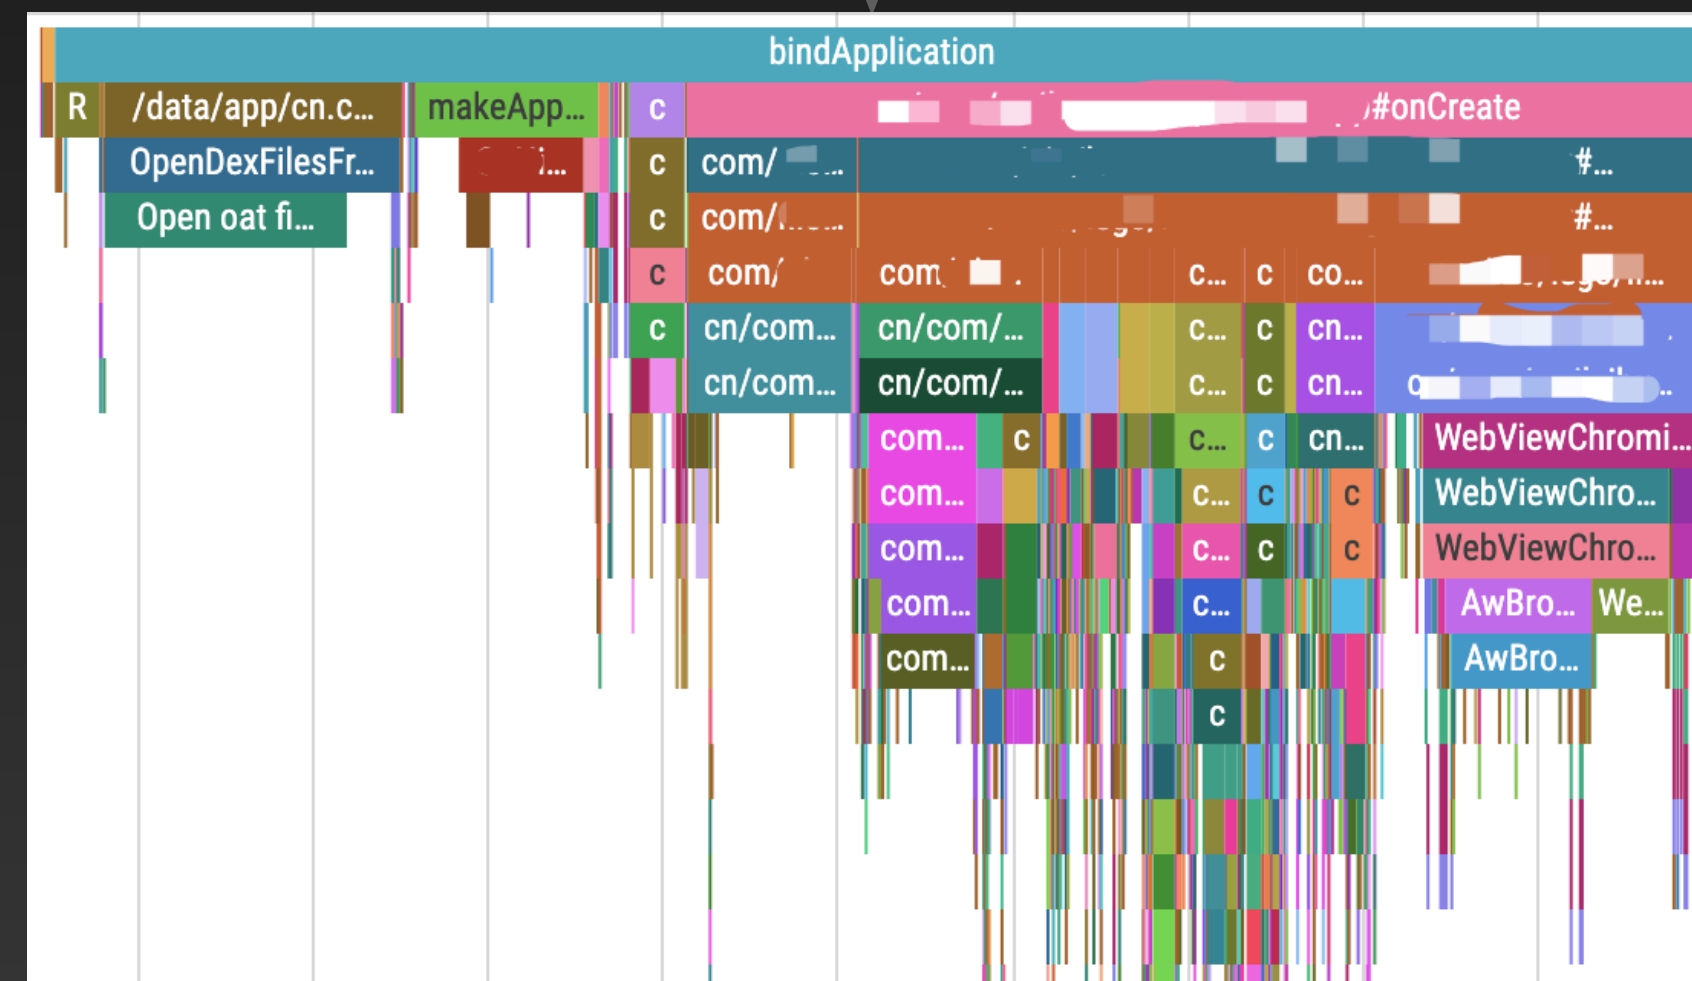 bindApplication
R /data/app/cn.c... makeApp... c #onCreate
OpenDexFilesFr... c com/ ... #...
Open oat fi... c com/ ... #...
c com/ com c... c co...
c cn/com... cn/com/... c... c cn...
cn/com... cn/com/... c... c cn...
com... c c... c cn... WebViewChromi...
com... c... c c WebViewChro...
com... c... c c WebViewChro...
com... c... AwBro... We...
com... c AwBro...
c